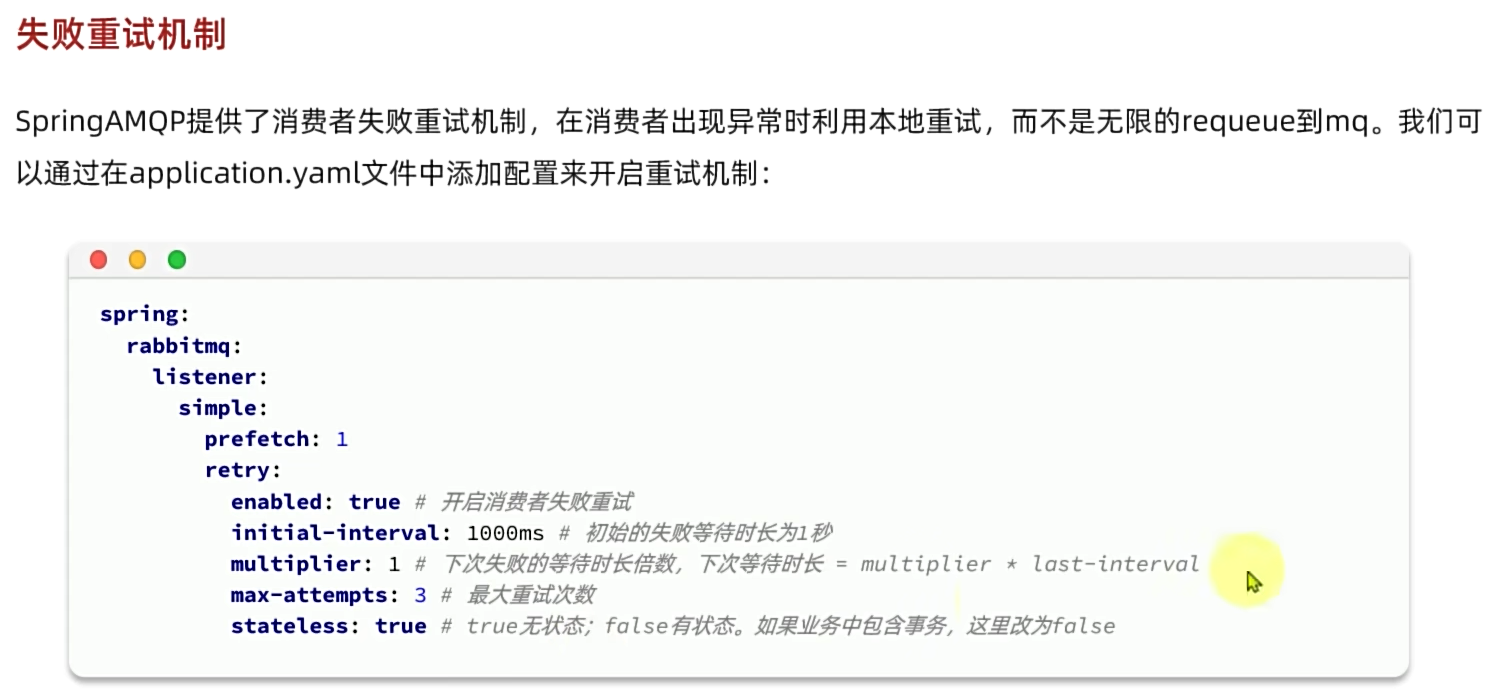 失败重试机制
SpringAMQP提供了消费者失败重试机制，在消费者出现异常时利用本地重试，而不是无限的requeue到mq。我们可
以通过在application.yaml文件中添加配置来开启重试机制：
spring:
  rabbitmq:
    listener:
      simple:
        prefetch: 1
        retry:
          enabled: true # 开启消费者失败重试
          initial-interval: 1000ms # 初始的失败等待时长为1秒
          multiplier: 1 # 下次失败的等待时长倍数，下次等待时长 = multiplier * last-interval
          max-attempts: 3 # 最大重试次数
          stateless: true # true无状态；false有状态。如果业务中包含事务，这里改为false